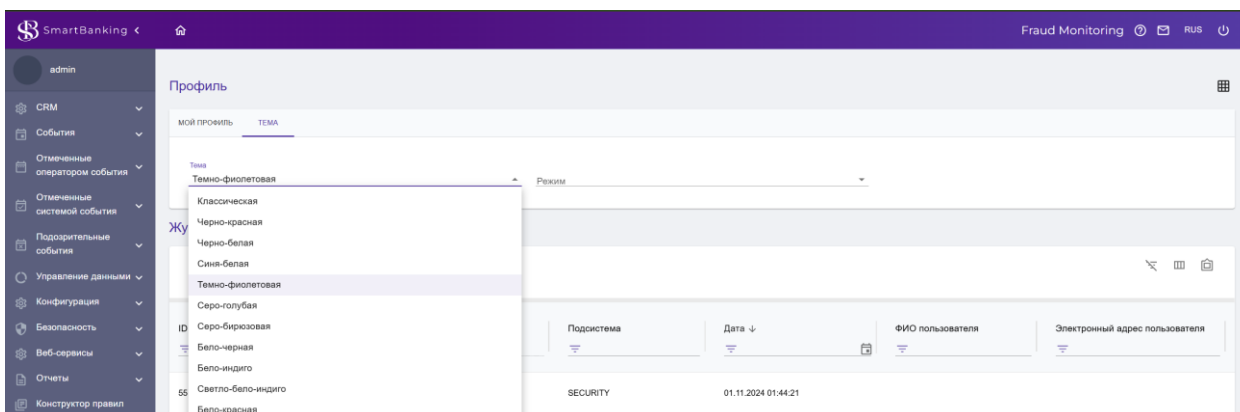 SmartBanking
Fraud Monitoring
RUS
admin
CRM
События
Отмеченные
оператором события
Отмеченные
системой события
Подозрительные
события
Управление данными
Конфигурация
Безопасность
Веб-сервисы
Отчеты
Конструктор правил
Профиль
МОЙ ПРОФИЛЬ
ТЕМА
Тема
Темно-фиолетовая
Режим
Классическая
Черно-красная
Черно-белая
Синя-белая
Темно-фиолетовая
Серо-голубая
Серо-бирюзовая
Бело-черная
Бело-индиго
Светло-бело-индиго
Бело-красная
Жу
ID
Подсистема
Дата
ФИО пользователя
Электронный адрес пользователя
55
SECURITY
01.11.2024 01:44:21